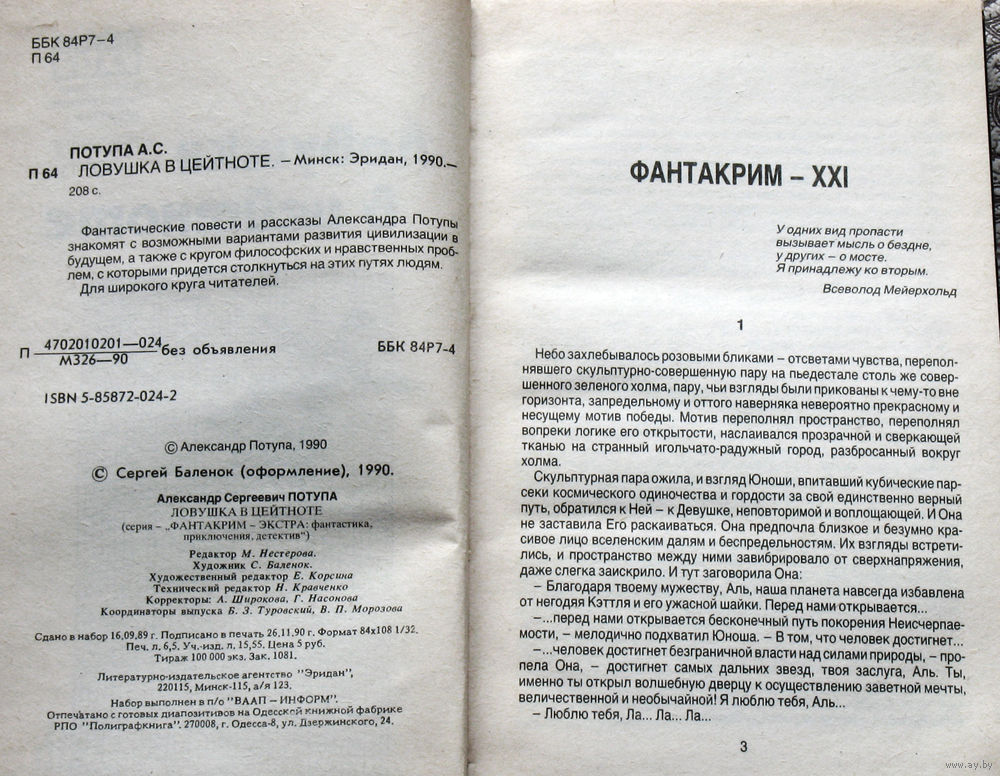 ББК 84Р7-4
П 64
ПОТУПА А.С.
П 64 ЛОВУШКА В ЦЕЙТНОТЕ. – Минск: Эридан, 1990.—
208 с.
Фантастические повести и рассказы Александра Потупы
знакомят с возможными вариантами развития цивилизации в
будущем, а также с кругом философских и нравственных проб-
лем, с которыми придется столкнуться на этих путях людям.
Для широкого круга читателей.
П 4702010201—024 без объявления ББК 84Р7-4
М326—90
ISBN 5-85872-024-2
© Александр Потупа, 1990
© Сергей Баленок (оформление), 1990.
Александр Сергеевич ПОТУПА
ЛОВУШКА В ЦЕЙТНОТЕ
(серия – „ФАНТАКРИМ – ЭКСТРА: фантастика,
приключения, детектив")
Редактор М. Нестерова.
Художник С. Баленок.
Художественный редактор Е. Корсина
Технический редактор Н. Кравченко
Корректоры: А. Широкова, Г. Насонова
Координаторы выпуска Б. З. Туровский, В. П. Морозова
Сдано в набор 16.09.89 г. Подписано в печать 26.11.90 г. Формат 84х108 1/32.
Печ. л. 6,5. Уч.-изд. л. 15,55. Цена 5 руб.
Тираж 100 000 экз. Зак. 1081.
Литературно-издательское агентство "Эридан",
220115, Минск-115, а/я 123.
Набор выполнен в п/о "ВААП – ИНФОРМ".
Отпечатано с готовых диапозитивов на Одесской книжной фабрике
РПО "Полиграфкнига". 270008, г. Одесса-8, ул. Дзержинского, 24.
ФАНТАКРИМ – XXI
У одних вид пропасти
вызывает мысль о бездне,
у других – о мосте.
Я принадлежу ко вторым.
Всеволод Мейерхольд
1
Небо захлебывалось розовыми бликами – отсветами чувства, перепол-
нявшего скульптурно-совершенную пару на пьедестале столь же совер-
шенного зеленого холма, пару, чьи взгляды были прикованы к чему-то вне
горизонта, запредельному и оттого наверняка невероятно прекрасному и
несущему мотив победы. Мотив переполнял пространство, переполнял
вопреки логике его открытости, наслаивался прозрачной и сверкающей
тканью на странный игольчато-радужный город, разбросанный вокруг
холма.
Скульптурная пара ожила, и взгляд Юноши, впитавший кубические пар-
секи космического одиночества и гордости за свой единственно верный
путь, обратился к Ней – к Девушке, неповторимой и воплощающей. И Она
не заставила Его раскаиваться. Она предпочла близкое и безумно кра-
сивое лицо вселенским далям и беспредельностям. Их взгляды встрети-
лись, и пространство между ними завибрировало от сверхнапряжения,
даже слегка заискрило. И тут заговорила Она:
– Благодаря твоему мужеству, Аль, наша планета навсегда избавлена
от негодяя Кэттля и его ужасной шайки. Перед нами открывается...
–...перед нами открывается бесконечный путь покорения Неисчерпае-
мости, – мелодично подхватил Юноша. – В том, что человек достигнет...
–...человек достигнет безграничной власти над силами природы, – про-
пела Она, – достигнет самых дальних звезд, твоя заслуга, Аль. Ты,
именно ты открыл волшебную дверцу к осуществлению заветной мечты,
величественной и необычайной! Я люблю тебя, Аль...
– Люблю тебя, Ла... Ла... Ла...
3
www.ay.by